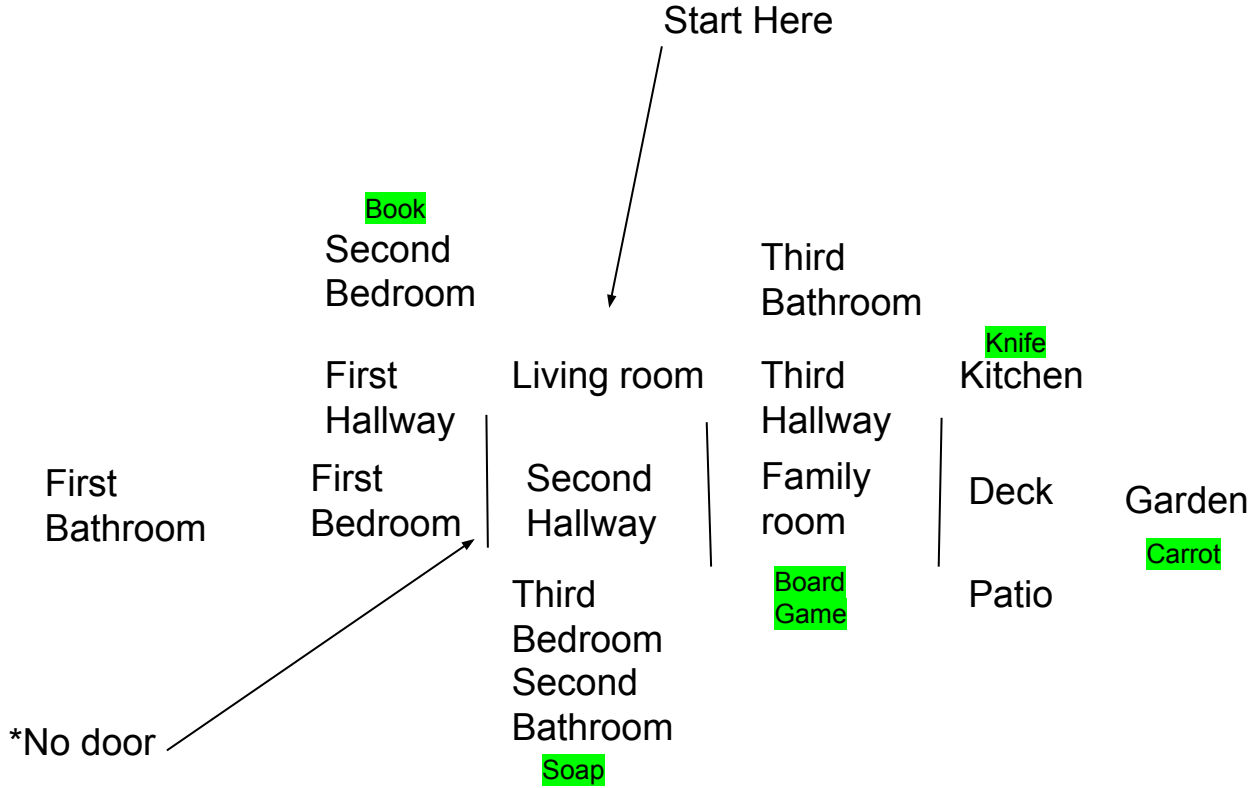 Start Here
Book
Second
Bedroom
Third
Bathroom
Knife
First
Hallway
Living room
Third
Hallway
Kitchen
First
Bathroom
First
Bedroom
Second
Hallway
Family
room
Deck
Garden
Carrot
Third
Bedroom
Board
Game
Patio
Second
Bathroom
*No door
Soap